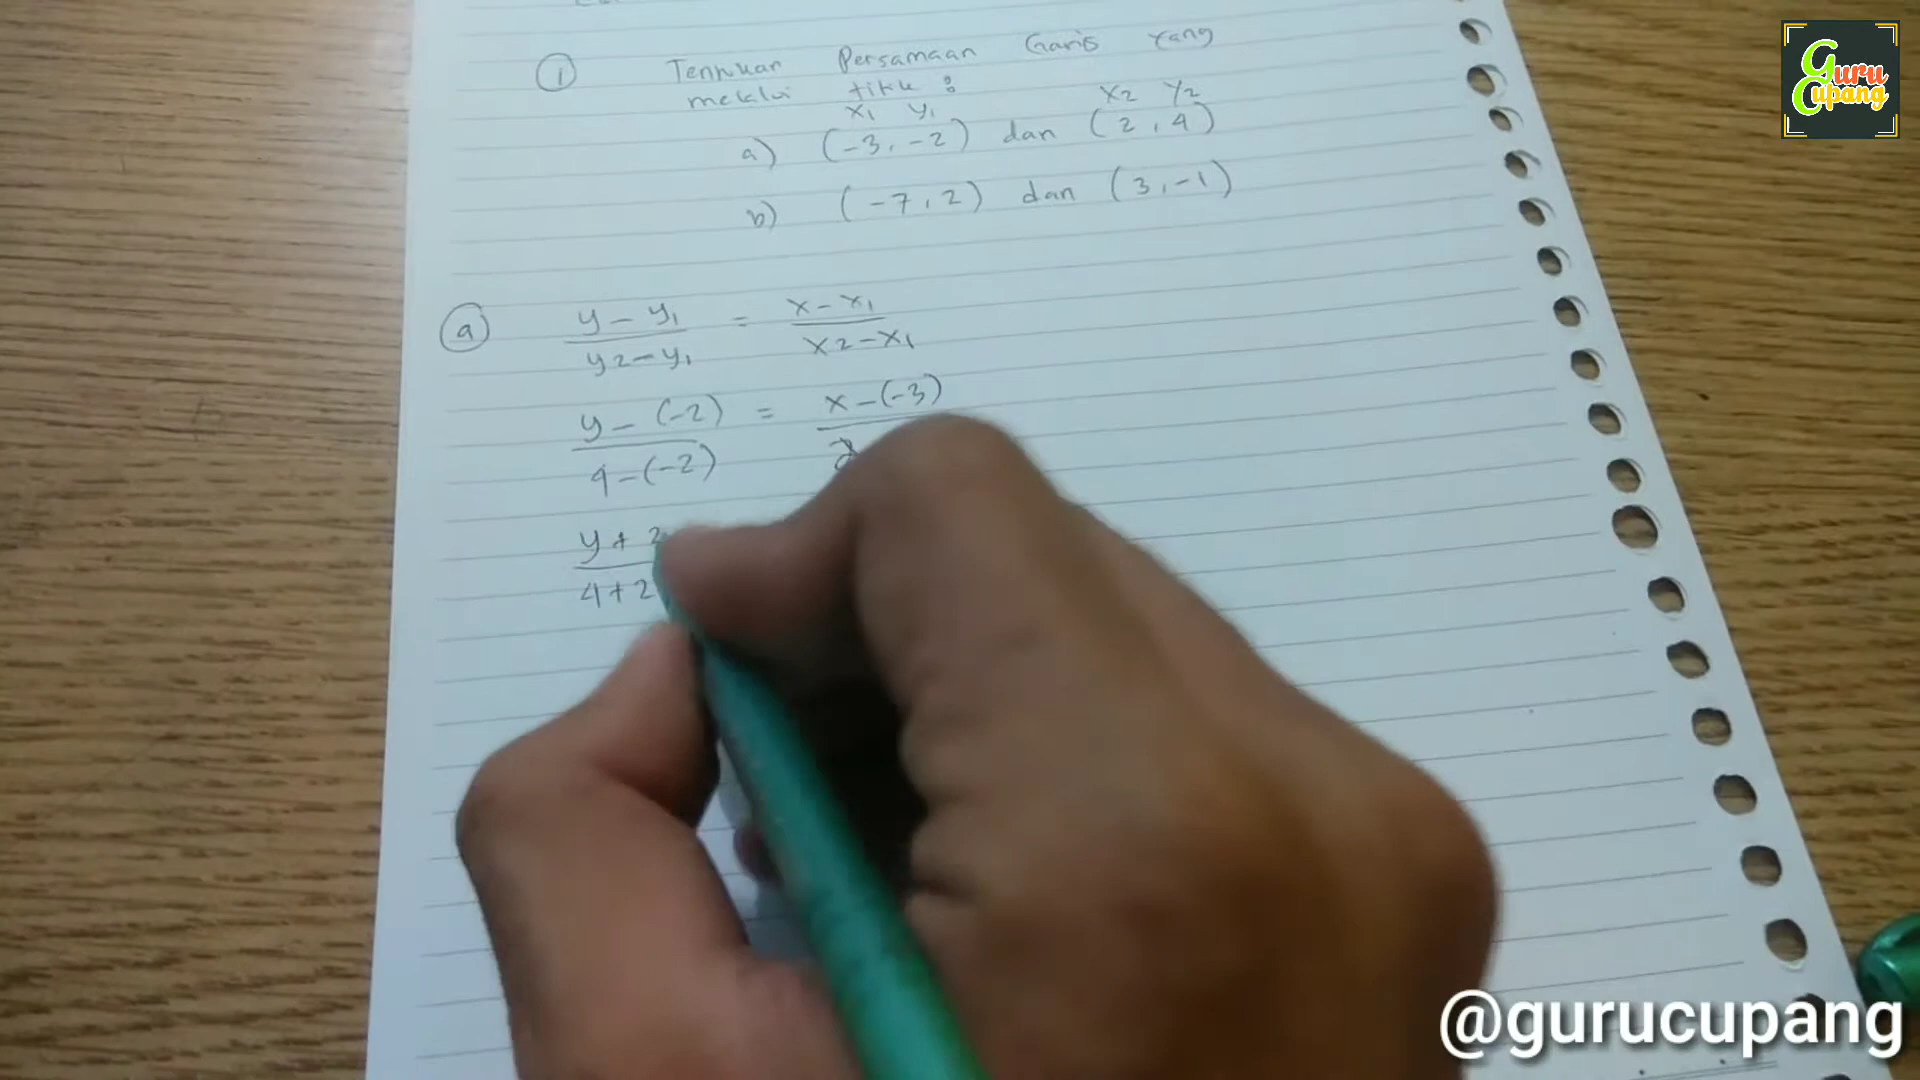 1 Tentukan Persamaan Garis Yang
melalui titik :
x1 y1 x2 y2
a) (-3, -2) dan (2, 4)
b) (-7, 2) dan (3, -1)
a y - y1 = x - x1
y2 - y1 x2 - x1
y - (-2) = x - (-3)
4 - (-2) 2
y + 2
4 + 2
Guru
Cupang
@gurucupang